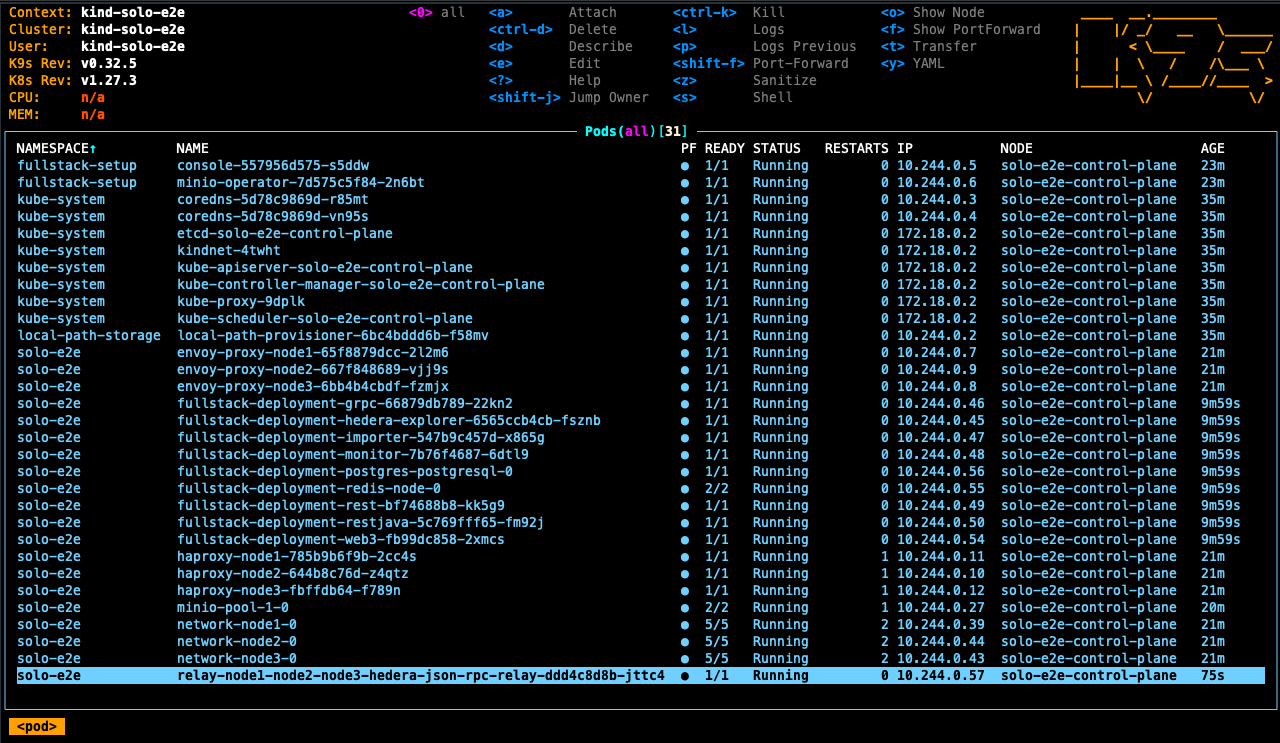 Context: kind-solo-e2e <0> all <a> Attach <ctrl-k> Kill <o> Show Node
Cluster: kind-solo-e2e <ctrl-d> Delete <l> Logs <f> Show PortForward
User: kind-solo-e2e <d> Describe <p> Logs Previous <t> Transfer
K9s Rev: v0.32.5 <e> Edit <shift-f> Port-Forward <y> YAML
K8s Rev: v1.27.3 <?> Help <z> Sanitize
CPU: n/a <shift-j> Jump Owner <s> Shell
MEM: n/a
Pods(all)[31]
NAMESPACE↑ NAME PF READY STATUS RESTARTS IP NODE AGE
fullstack-setup console-557956d575-s5ddw ● 1/1 Running 0 10.244.0.5 solo-e2e-control-plane 23m
fullstack-setup minio-operator-7d575c5f84-2n6bt ● 1/1 Running 0 10.244.0.6 solo-e2e-control-plane 23m
kube-system coredns-5d78c9869d-r85mt ● 1/1 Running 0 10.244.0.3 solo-e2e-control-plane 35m
kube-system coredns-5d78c9869d-vn95s ● 1/1 Running 0 10.244.0.4 solo-e2e-control-plane 35m
kube-system etcd-solo-e2e-control-plane ● 1/1 Running 0 172.18.0.2 solo-e2e-control-plane 35m
kube-system kindnet-4twht ● 1/1 Running 0 172.18.0.2 solo-e2e-control-plane 35m
kube-system kube-apiserver-solo-e2e-control-plane ● 1/1 Running 0 172.18.0.2 solo-e2e-control-plane 35m
kube-system kube-controller-manager-solo-e2e-control-plane ● 1/1 Running 0 172.18.0.2 solo-e2e-control-plane 35m
kube-system kube-proxy-9dplk ● 1/1 Running 0 172.18.0.2 solo-e2e-control-plane 35m
kube-system kube-scheduler-solo-e2e-control-plane ● 1/1 Running 0 172.18.0.2 solo-e2e-control-plane 35m
local-path-storage local-path-provisioner-6bc4bddd6b-f58mv ● 1/1 Running 0 10.244.0.2 solo-e2e-control-plane 35m
solo-e2e envoy-proxy-node1-65f8879dcc-2l2m6 ● 1/1 Running 0 10.244.0.7 solo-e2e-control-plane 21m
solo-e2e envoy-proxy-node2-667f848689-vjj9s ● 1/1 Running 0 10.244.0.9 solo-e2e-control-plane 21m
solo-e2e envoy-proxy-node3-6bb4b4cbdf-fzmjx ● 1/1 Running 0 10.244.0.8 solo-e2e-control-plane 21m
solo-e2e fullstack-deployment-grpc-66879db789-22kn2 ● 1/1 Running 0 10.244.0.46 solo-e2e-control-plane 9m59s
solo-e2e fullstack-deployment-hedera-explorer-6565ccb4cb-fsznb ● 1/1 Running 0 10.244.0.45 solo-e2e-control-plane 9m59s
solo-e2e fullstack-deployment-importer-547b9c457d-x865g ● 1/1 Running 0 10.244.0.47 solo-e2e-control-plane 9m59s
solo-e2e fullstack-deployment-monitor-7b76f4687-6dtl9 ● 1/1 Running 0 10.244.0.48 solo-e2e-control-plane 9m59s
solo-e2e fullstack-deployment-postgres-postgresql-0 ● 1/1 Running 0 10.244.0.56 solo-e2e-control-plane 9m59s
solo-e2e fullstack-deployment-redis-node-0 ● 2/2 Running 0 10.244.0.55 solo-e2e-control-plane 9m59s
solo-e2e fullstack-deployment-rest-bf74688b8-kk5g9 ● 1/1 Running 0 10.244.0.49 solo-e2e-control-plane 9m59s
solo-e2e fullstack-deployment-restjava-5c769fff65-fm92j ● 1/1 Running 0 10.244.0.50 solo-e2e-control-plane 9m59s
solo-e2e fullstack-deployment-web3-fb99dc858-2xmcs ● 1/1 Running 0 10.244.0.54 solo-e2e-control-plane 9m59s
solo-e2e haproxy-node1-785b9b6f9b-2cc4s ● 1/1 Running 1 10.244.0.11 solo-e2e-control-plane 21m
solo-e2e haproxy-node2-644b8c76d-z4qtz ● 1/1 Running 1 10.244.0.10 solo-e2e-control-plane 21m
solo-e2e haproxy-node3-fbffdb64-f789n ● 1/1 Running 1 10.244.0.12 solo-e2e-control-plane 21m
solo-e2e minio-pool-1-0 ● 2/2 Running 1 10.244.0.27 solo-e2e-control-plane 20m
solo-e2e network-node1-0 ● 5/5 Running 2 10.244.0.39 solo-e2e-control-plane 21m
solo-e2e network-node2-0 ● 5/5 Running 2 10.244.0.44 solo-e2e-control-plane 21m
solo-e2e network-node3-0 ● 5/5 Running 2 10.244.0.43 solo-e2e-control-plane 21m
solo-e2e relay-node1-node2-node3-hedera-json-rpc-relay-ddd4c8d8b-jttc4 ● 1/1 Running 0 10.244.0.57 solo-e2e-control-plane 75s
<pod>